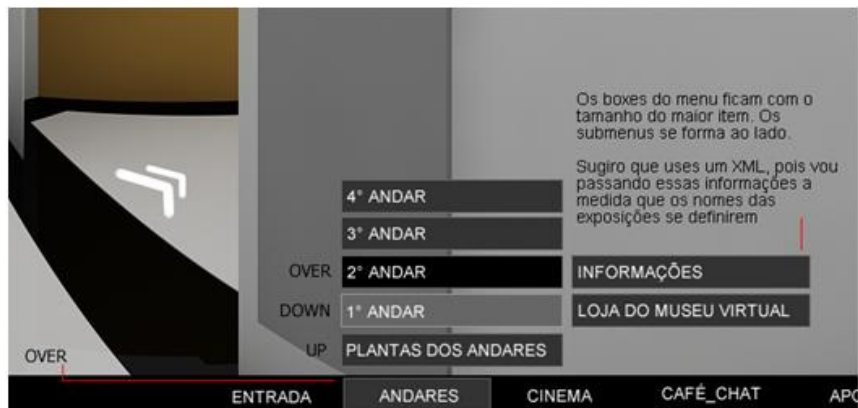 Os boxes do menu ficam com o
tamanho do maior item. Os
submenus se forma ao lado.
Sugiro que uses um XML, pois vou
passando essas informações a
medida que os nomes das
exposições se definirem
4° ANDAR
3° ANDAR
OVER 2° ANDAR INFORMAÇÕES
DOWN 1° ANDAR LOJA DO MUSEU VIRTUAL
UP PLANTAS DOS ANDARES
OVER
ENTRADA ANDARES CINEMA CAFÉ_CHAT